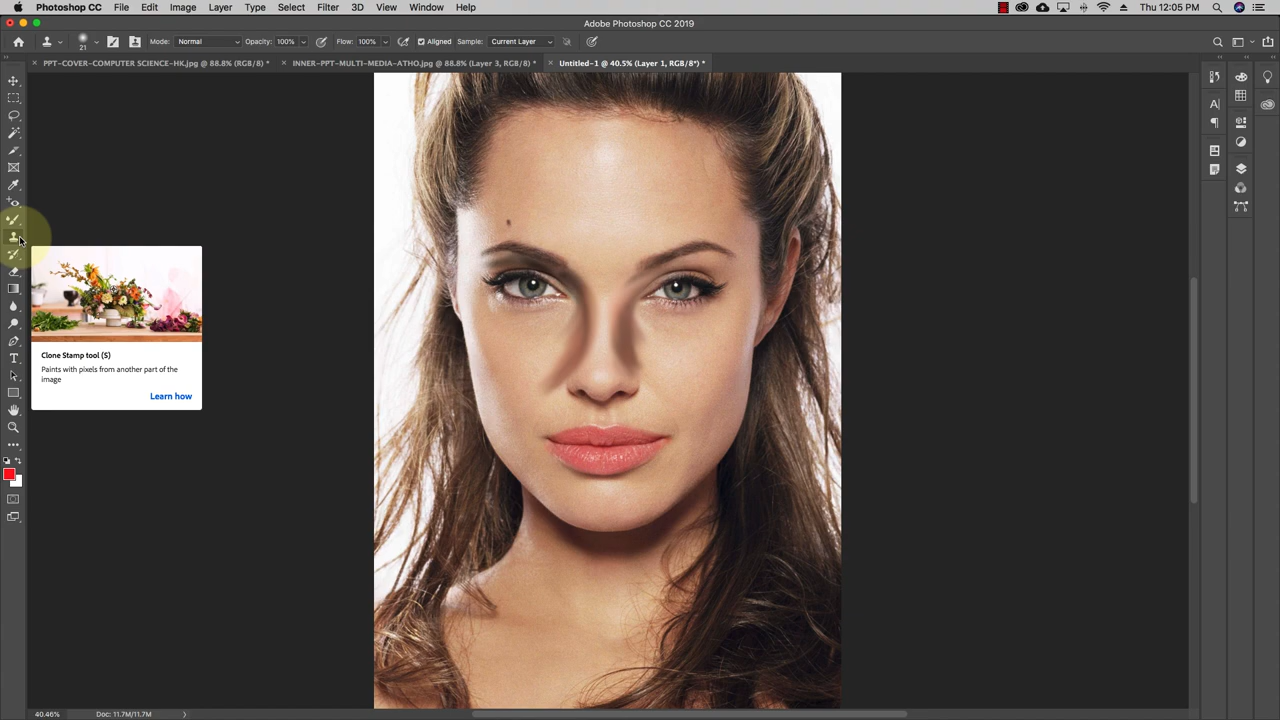 Photoshop CC File Edit Image Layer Type Select Filter 3D View Window Help Thu 12:05 PM
Adobe Photoshop CC 2019
21 Mode: Normal Opacity: 100% Flow: 100% Aligned Sample: Current Layer
PPT-COVER-COMPUTER SCIENCE-HK.jpg @ 88.8% (RGB/8) * INNER-PPT-MULTI-MEDIA-ATHO.jpg @ 88.8% (Layer 3, RGB/8) * Untitled-1 @ 40.5% (Layer 1, RGB/8*) *
Clone Stamp tool (S)
Paints with pixels from another part of the
image
Learn how
40.46% Doc: 11.7M/11.7M